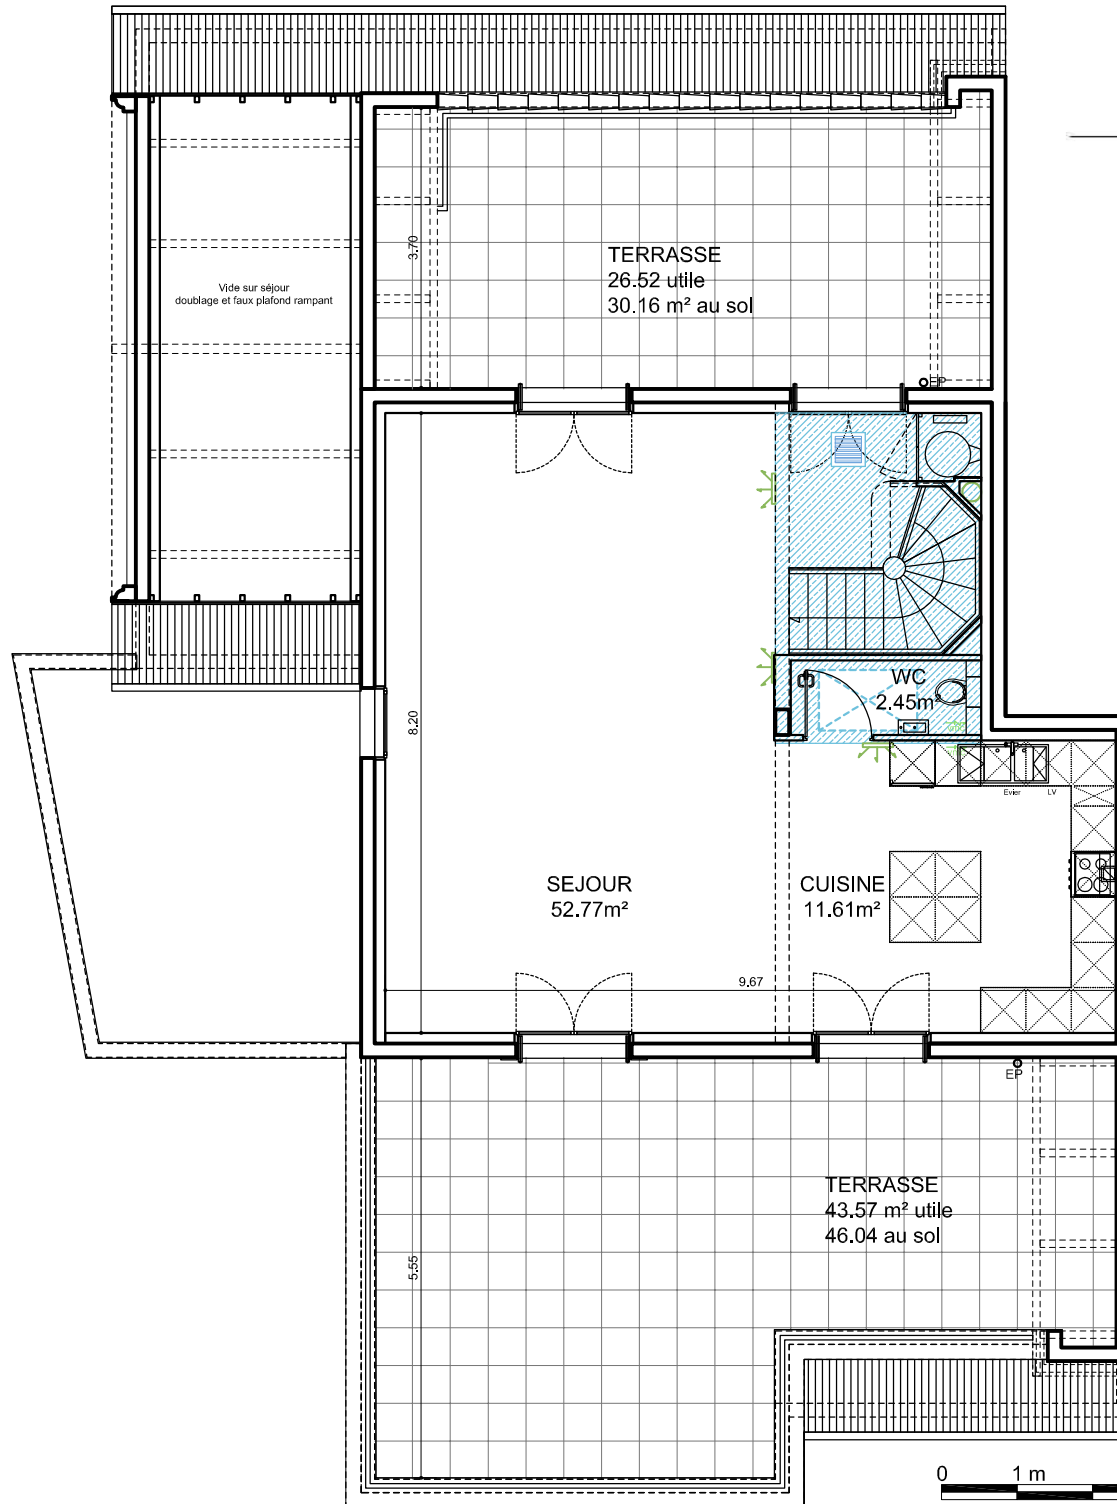 Vide sur séjour
doublage et faux plafond rampant
3.70
TERRASSE
26.52 utile
30.16 m² au sol
EP
WC
2.45m²
8.20
Evier
LV
SEJOUR
52.77m²
CUISINE
11.61m²
9.67
EP
TERRASSE
43.57 m² utile
46.04 au sol
5.55
0 1 m